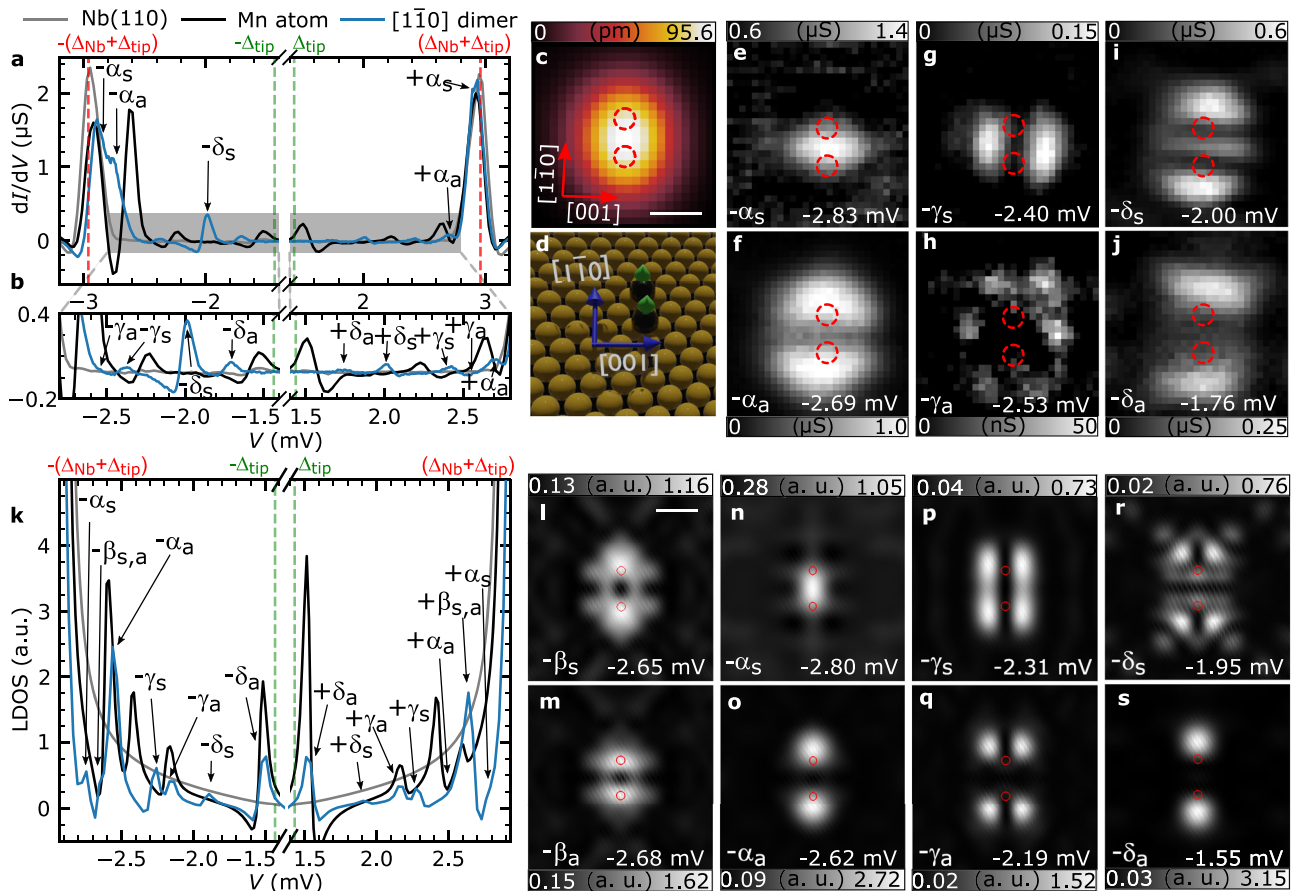 Nb(110) Mn atom [11̅0] dimer
-(ΔNb+Δtip) -Δtip Δtip (ΔNb+Δtip)
a
-αs
-αa
-δs
+αs
+αa
2
1
0
dI/dV (μS)
-3 -2 2 3
b
0.4
-0.2
-γa -γs -δs -δa +δa +δs +γs +γa +αa
-2.5 -2.0 -1.5 1.5 2.0 2.5
V (mV)
0 (pm) 95.6
c
[11̅0]
[001]
d
[11̅0]
[001]
0.6 (μS) 1.4
e
-αs -2.83 mV
f
-αa -2.69 mV
0 (μS) 1.0
0 (μS) 0.15
g
-γs -2.40 mV
h
-γa -2.53 mV
0 (nS) 50
0 (μS) 0.6
i
-δs -2.00 mV
j
-δa -1.76 mV
0 (μS) 0.25
-(ΔNb+Δtip) -Δtip Δtip (ΔNb+Δtip)
k
-αs
-βs,a
-αa
-γs
-γa
-δs
-δa
+δa
+δs
+γa
+γs
+αa
+βs,a
+αs
4
3
2
1
0
LDOS (a.u.)
-2.5 -2.0 -1.5 1.5 2.0 2.5
V (mV)
0.13 (a. u.) 1.16
l
-βs -2.65 mV
m
-βa -2.68 mV
0.15 (a. u.) 1.62
0.28 (a. u.) 1.05
n
-αs -2.80 mV
o
-αa -2.62 mV
0.09 (a. u.) 2.72
0.04 (a. u.) 0.73
p
-γs -2.31 mV
q
-γa -2.19 mV
0.02 (a. u.) 1.52
0.02 (a. u.) 0.76
r
-δs -1.95 mV
s
-δa -1.55 mV
0.03 (a. u.) 3.15